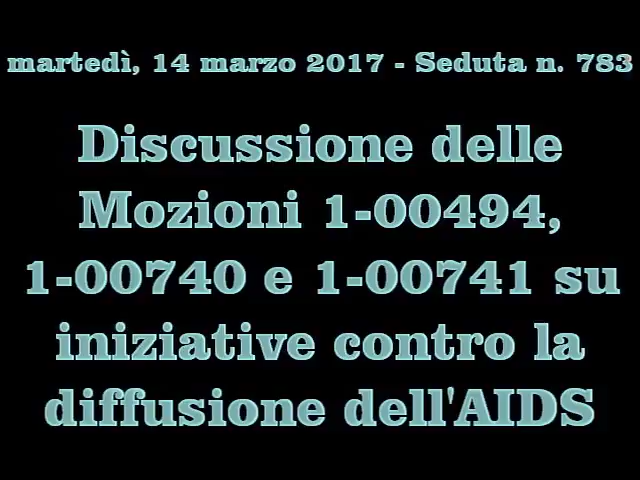 martedì, 14 marzo 2017 - Seduta n. 783
Discussione delle
Mozioni 1-00494,
1-00740 e 1-00741 su
iniziative contro la
diffusione dell'AIDS